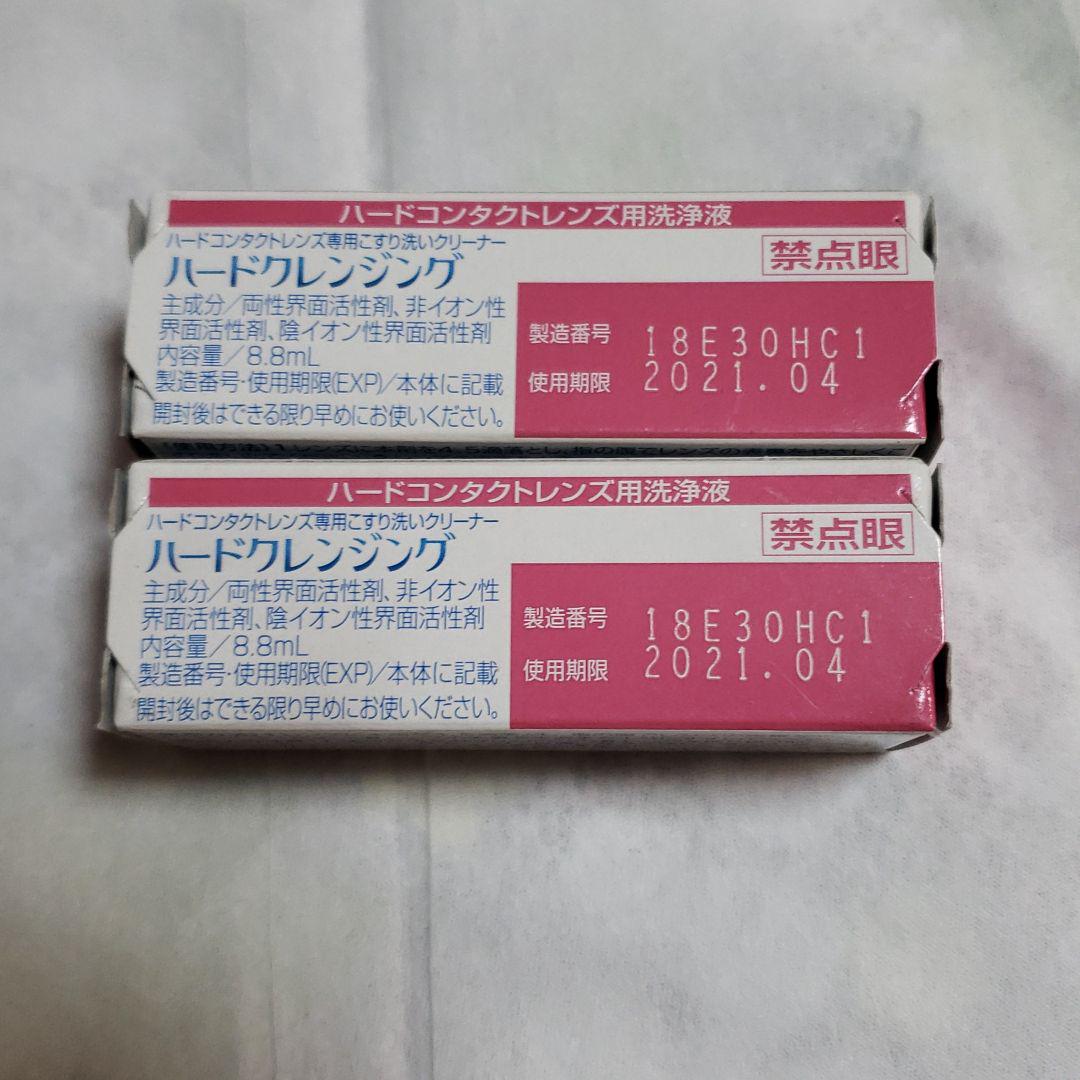 ハードコンタクトレンズ用洗浄液
ハードコンタクトレンズ専用こすり洗いクリーナー
ハードクレンジング
禁点眼
主成分/両性界面活性剤、非イオン性
界面活性剤、陰イオン性界面活性剤
内容量/8.8mL
製造番号・使用期限(EXP)/本体に記載
開封後はできる限り早めにお使いください。
製造番号 18E30HC1
使用期限 2021.04
ハードコンタクトレンズ用洗浄液
ハードコンタクトレンズ専用こすり洗いクリーナー
ハードクレンジング
禁点眼
主成分/両性界面活性剤、非イオン性
界面活性剤、陰イオン性界面活性剤
内容量/8.8mL
製造番号・使用期限(EXP)/本体に記載
開封後はできる限り早めにお使いください。
製造番号 18E30HC1
使用期限 2021.04